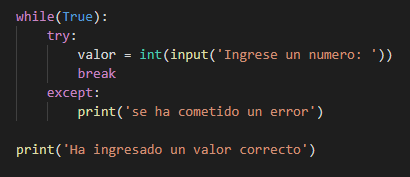 while(True):
    try:
        valor = int(input('Ingrese un numero: '))
        break
    except:
        print('se ha cometido un error')

print('Ha ingresado un valor correcto')